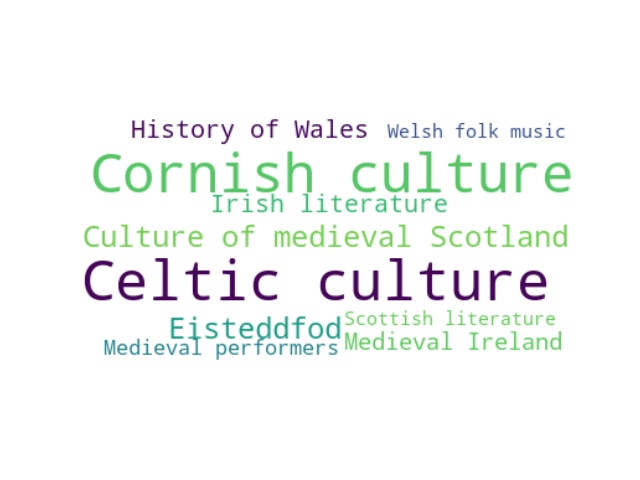 History of Wales
Welsh folk music
Cornish culture
Irish literature
Culture of medieval Scotland
Celtic culture
Eisteddfod
Scottish literature
Medieval performers
Medieval Ireland